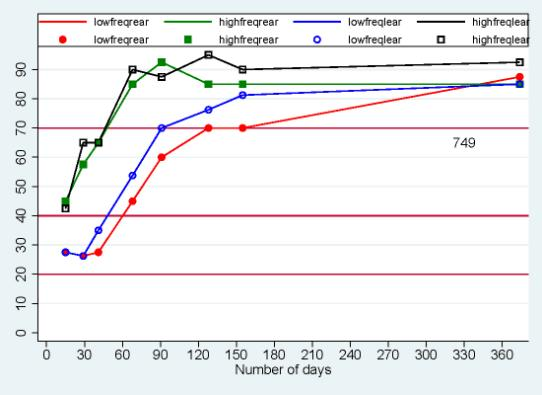 lowfreqrear highfreqrear lowfreqlear highfreqlear
lowfreqrear highfreqrear lowfreqlear highfreqlear
90
80
70
60
50
40
30
20
10
0
749
0 30 60 90 120 150 180 210 240 270 300 330 360
Number of days